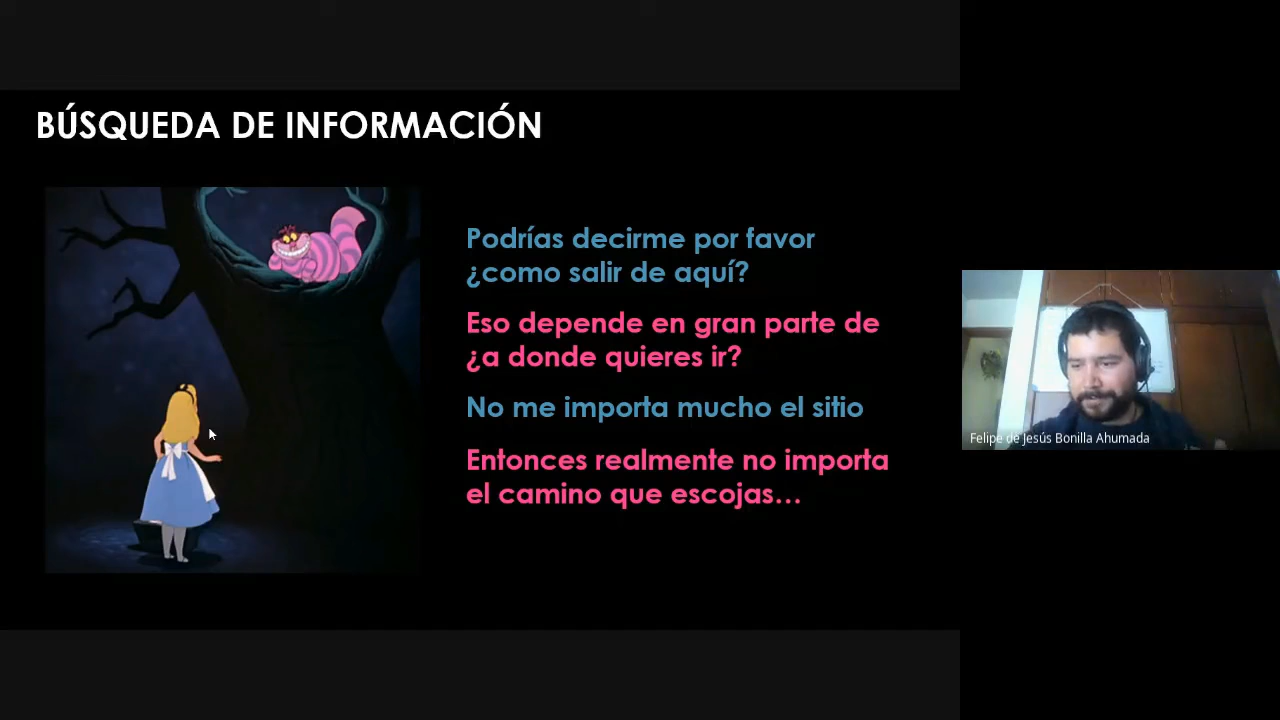 BÚSQUEDA DE INFORMACIÓN
Podrías decirme por favor
¿como salir de aquí?
Eso depende en gran parte de
¿a donde quieres ir?
No me importa mucho el sitio
Entonces realmente no importa
el camino que escojas…
Felipe de Jesús Bonilla Ahumada